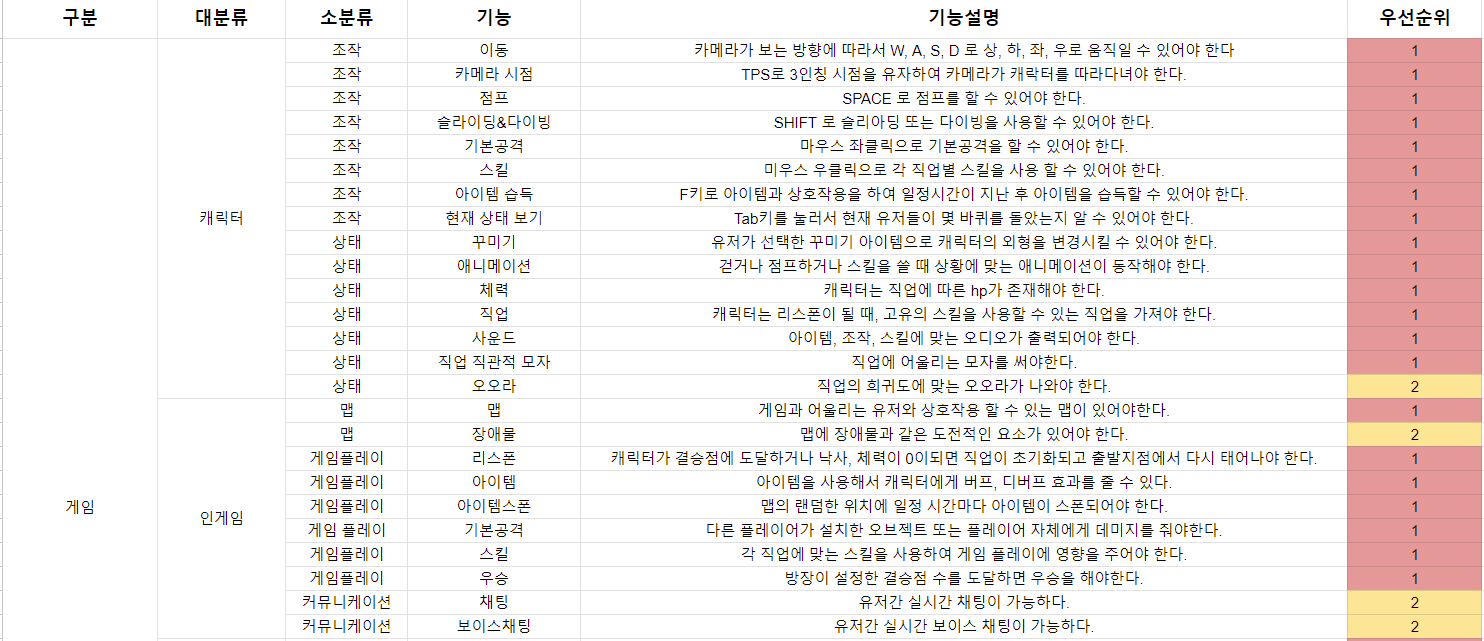 구분 대분류 소분류 기능 기능설명 우선순위
조작 이동 카메라가 보는 방향에 따라서 W, A, S, D 로 상, 하, 좌, 우로 움직일 수 있어야 한다 1
조작 카메라 시점 TPS로 3인칭 시점을 유자하여 카메라가 캐락터를 따라다녀야 한다. 1
조작 점프 SPACE 로 점프를 할 수 있어야 한다. 1
조작 슬라이딩&다이빙 SHIFT 로 슬리아딩 또는 다이빙을 사용할 수 있어야 한다. 1
조작 기본공격 마우스 좌클릭으로 기본공격을 할 수 있어야 한다. 1
조작 스킬 미우스 우클릭으로 각 직업별 스킬을 사용 할 수 있어야 한다. 1
조작 아이템 습득 F키로 아이템과 상호작용을 하여 일정시간이 지난 후 아이템을 습득할 수 있어야 한다. 1
캐릭터 조작 현재 상태 보기 Tab키를 눌러서 현재 유저들이 몇 바퀴를 돌았는지 알 수 있어야 한다. 1
상태 꾸미기 유저가 선택한 꾸미기 아이템으로 캐릭터의 외형을 변경시킬 수 있어야 한다. 1
상태 애니메이션 걷거나 점프하거나 스킬을 쓸 때 상황에 맞는 애니메이션이 동작해야 한다. 1
상태 체력 캐릭터는 직업에 따른 hp가 존재해야 한다. 1
상태 직업 캐릭터는 리스폰이 될 때, 고유의 스킬을 사용할 수 있는 직업을 가져야 한다. 1
상태 사운드 아이템, 조작, 스킬에 맞는 오디오가 출력되어야 한다. 1
상태 직업 직관적 모자 직업에 어울리는 모자를 써야한다. 1
상태 오오라 직업의 희귀도에 맞는 오오라가 나와야 한다. 2
맵 맵 게임과 어울리는 유저와 상호작용 할 수 있는 맵이 있어야한다. 1
맵 장애물 맵에 장애물과 같은 도전적인 요소가 있어야 한다. 2
게임플레이 리스폰 캐릭터가 결승점에 도달하거나 낙사, 체력이 0이되면 직업이 초기화되고 출발지점에서 다시 태어나야 한다. 1
게임플레이 아이템 아이템을 사용해서 캐릭터에게 버프, 디버프 효과를 줄 수 있다. 1
게임 게임플레이 아이템스폰 맵의 랜덤한 위치에 일정 시간마다 아이템이 스폰되어야 한다. 1
인게임 게임 플레이 기본공격 다른 플레이어가 설치한 오브젝트 또는 플레이어 자체에게 데미지를 줘야한다. 1
게임플레이 스킬 각 직업에 맞는 스킬을 사용하여 게임 플레이에 영향을 주어야 한다. 1
게임플레이 우승 방장이 설정한 결승점 수를 도달하면 우승을 해야한다. 1
커뮤니케이션 채팅 유저간 실시간 채팅이 가능하다. 2
커뮤니케이션 보이스채팅 유저간 실시간 보이스 채팅이 가능하다. 2